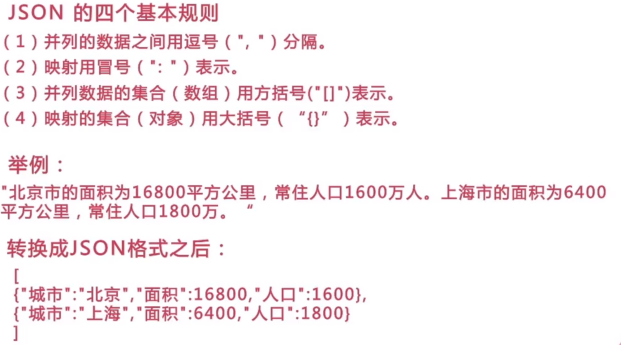 JSON 的四个基本规则
（1）并列的数据之间用逗号（", "）分隔。
（2）映射用冒号（": "）表示。
（3）并列数据的集合（数组）用方括号("[]")表示。
（4）映射的集合（对象）用大括号（ “{}” ）表示。
举例：
"北京市的面积为16800平方公里，常住人口1600万人。上海市的面积为6400
平方公里，常住人口1800万。 “
转换成JSON格式之后：
[
{"城市":"北京","面积":16800,"人口":1600},
{"城市":"上海","面积":6400,"人口":1800}
]